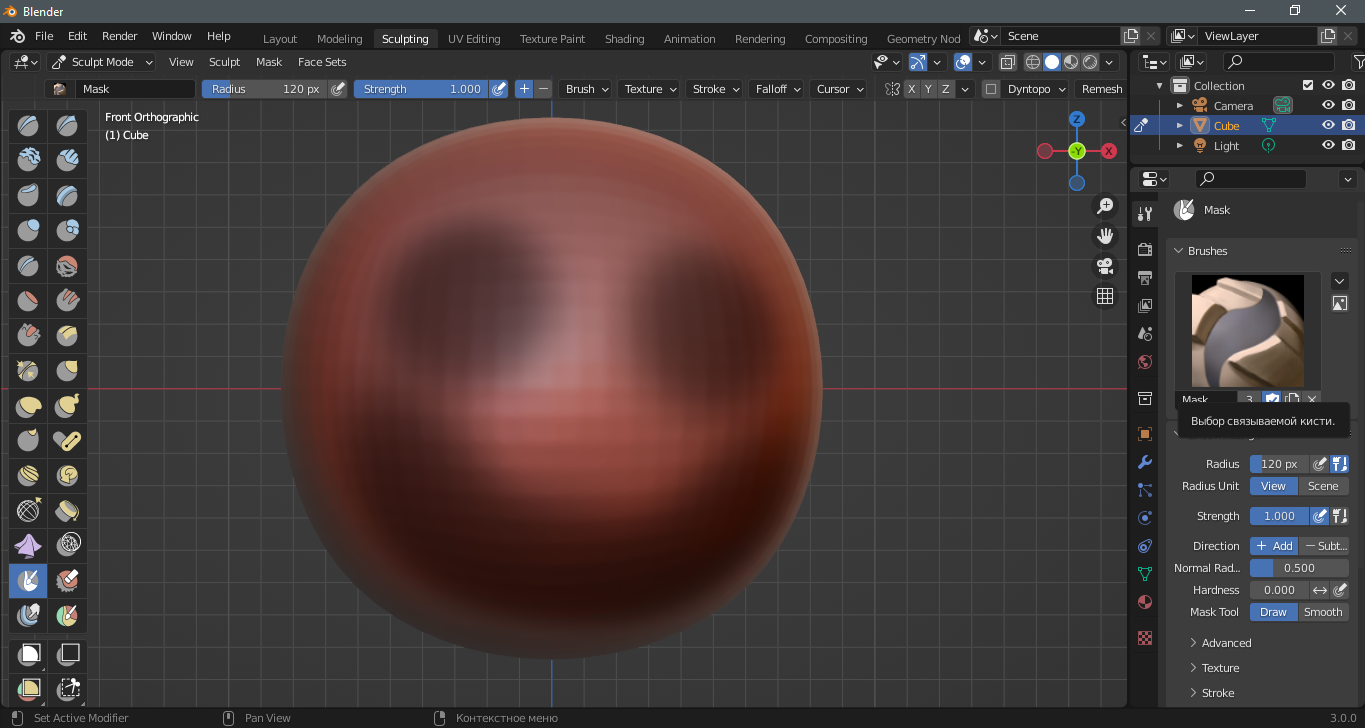 Blender
File Edit Render Window Help Layout Modeling Sculpting UV Editing Texture Paint Shading Animation Rendering Compositing Geometry Nod Scene ViewLayer
Sculpt Mode View Sculpt Mask Face Sets
Mask Radius 120 px Strength 1.000 Brush Texture Stroke Falloff Cursor X Y Z Dyntopo Remesh
Front Orthographic
(1) Cube
Z
-Y X
Collection
Camera
Cube
Light
Mask
Brushes
Mask 3
Выбор связываемой кисти.
Radius 120 px
Radius Unit View Scene
Strength 1.000
Direction + Add − Subt...
Normal Rad... 0.500
Hardness 0.000
Mask Tool Draw Smooth
Advanced
Texture
Stroke
Set Active Modifier Pan View Контекстное меню 3.0.0